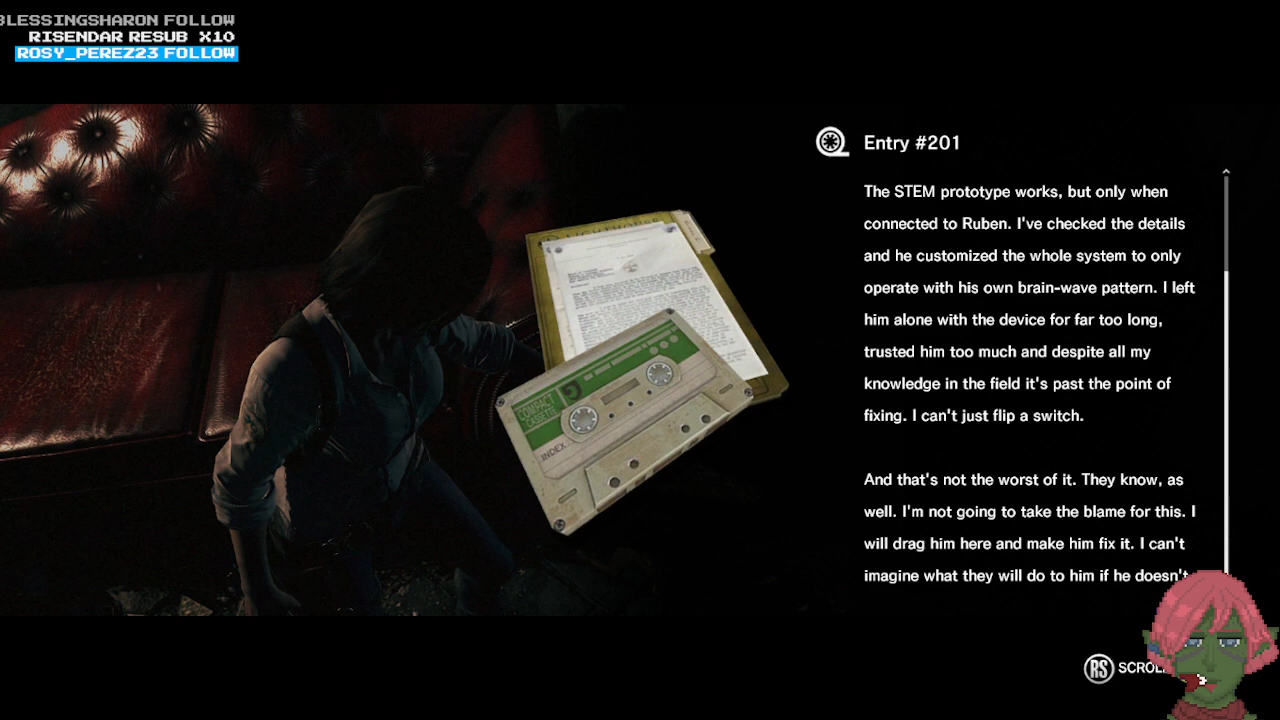 BLESSINGSHARON FOLLOW
RISENDAR RESUB X10
ROSY_PEREZ23 FOLLOW
Entry #201
The STEM prototype works, but only when
connected to Ruben. I've checked the details
and he customized the whole system to only
operate with his own brain-wave pattern. I left
him alone with the device for far too long,
trusted him too much and despite all my
knowledge in the field it's past the point of
fixing. I can't just flip a switch.
And that's not the worst of it. They know, as
well. I'm not going to take the blame for this. I
will drag him here and make him fix it. I can't
imagine what they will do to him if he doesn't
COMPACT
CASSETTE
INDEX
RS SCROLL